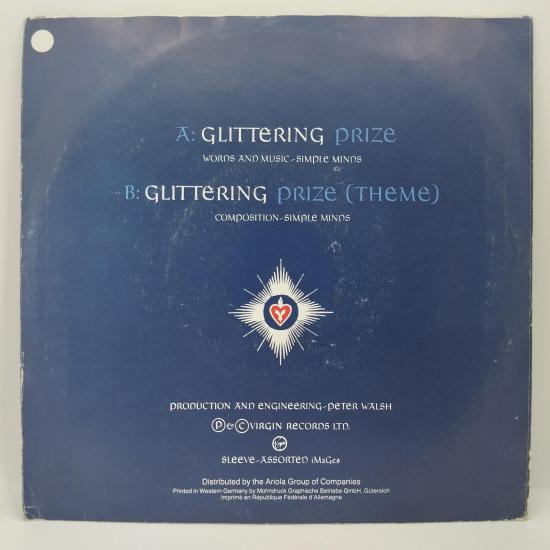 A: GLITTERING PRIZE
WORDS AND MUSIC-SIMPLE MINDS
B: GLITTERING PRIZE (THEME)
COMPOSITION-SIMPLE MINDS
PRODUCTION AND ENGINEERING-PETER WALSH
Ⓟ&ⒸVIRGIN RECORDS LTD.
Virgin
SLEEVE-ASSORTED iMaGes
Distributed by the Ariola Group of Companies
Printed in Western Germany by Mohndruck Graphische Betriebe GmbH, Gütersloh
Imprimé en République Fédérale d'Allemagne